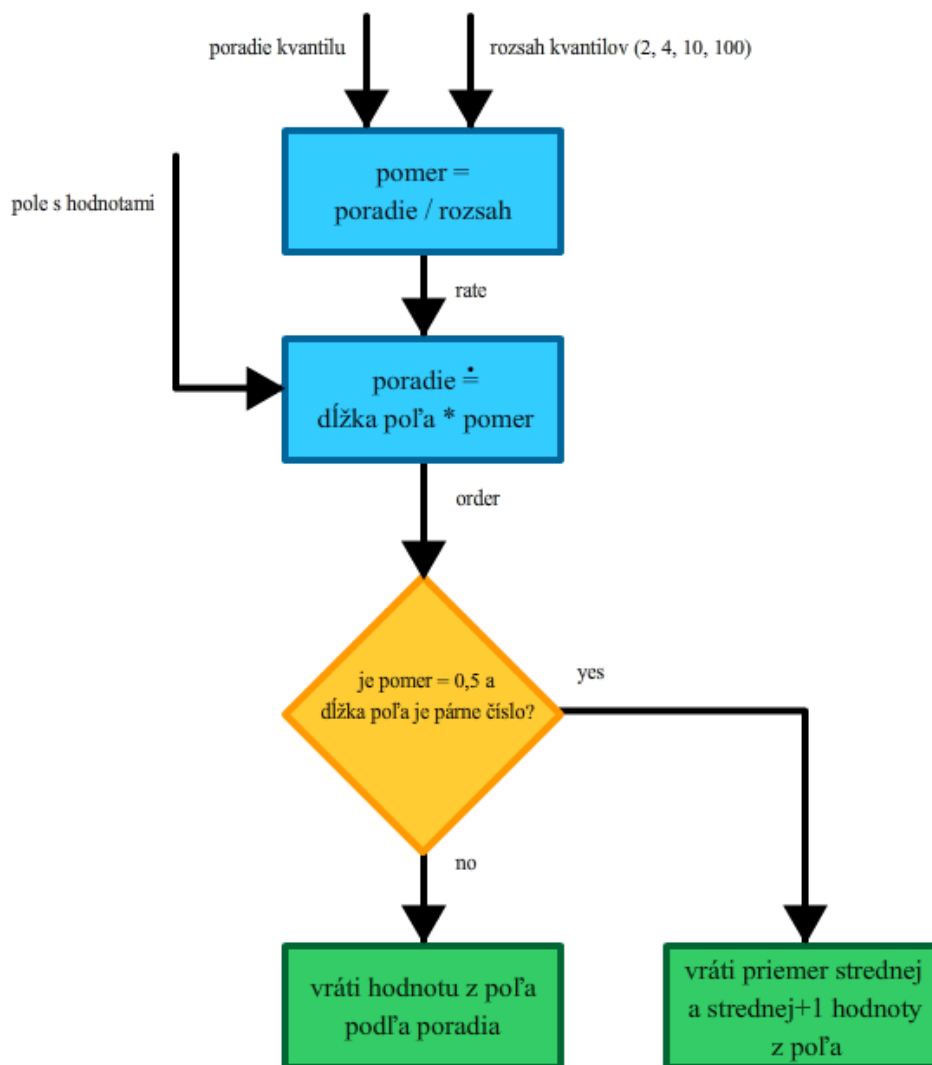 poradie kvantilu
rozsah kvantilov (2, 4, 10, 100)
pomer =
poradie / rozsah
pole s hodnotami
rate
poradie ≐
dĺžka poľa * pomer
order
je pomer = 0,5 a
dĺžka poľa je párne číslo?
yes
no
vráti hodnotu z poľa
podľa poradia
vráti priemer strednej
a strednej+1 hodnoty
z poľa